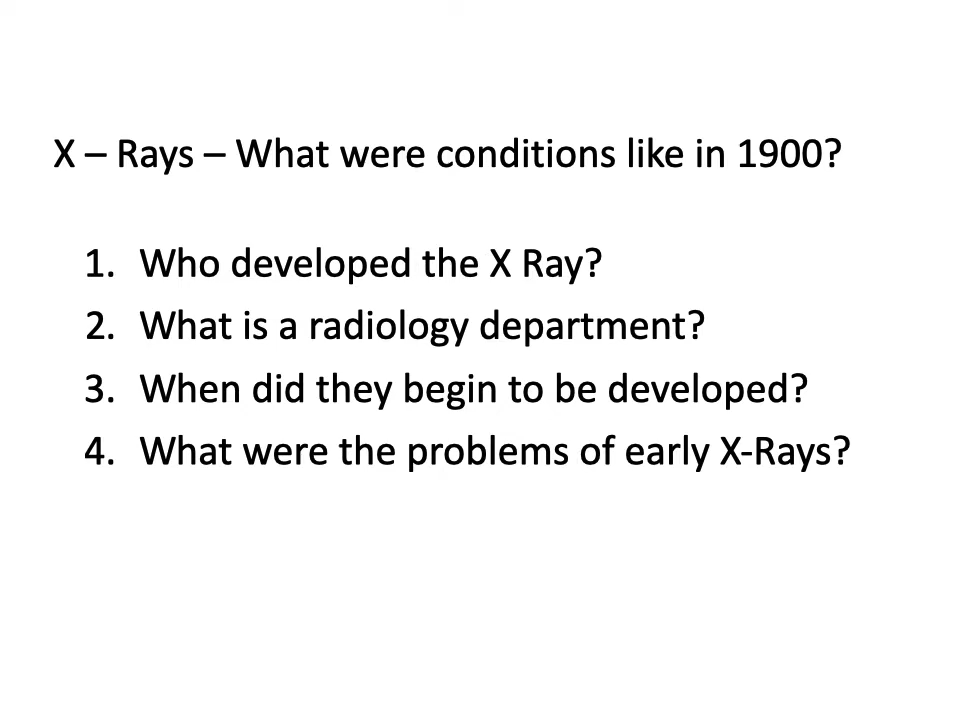 X – Rays – What were conditions like in 1900?
1. Who developed the X Ray?
2. What is a radiology department?
3. When did they begin to be developed?
4. What were the problems of early X-Rays?